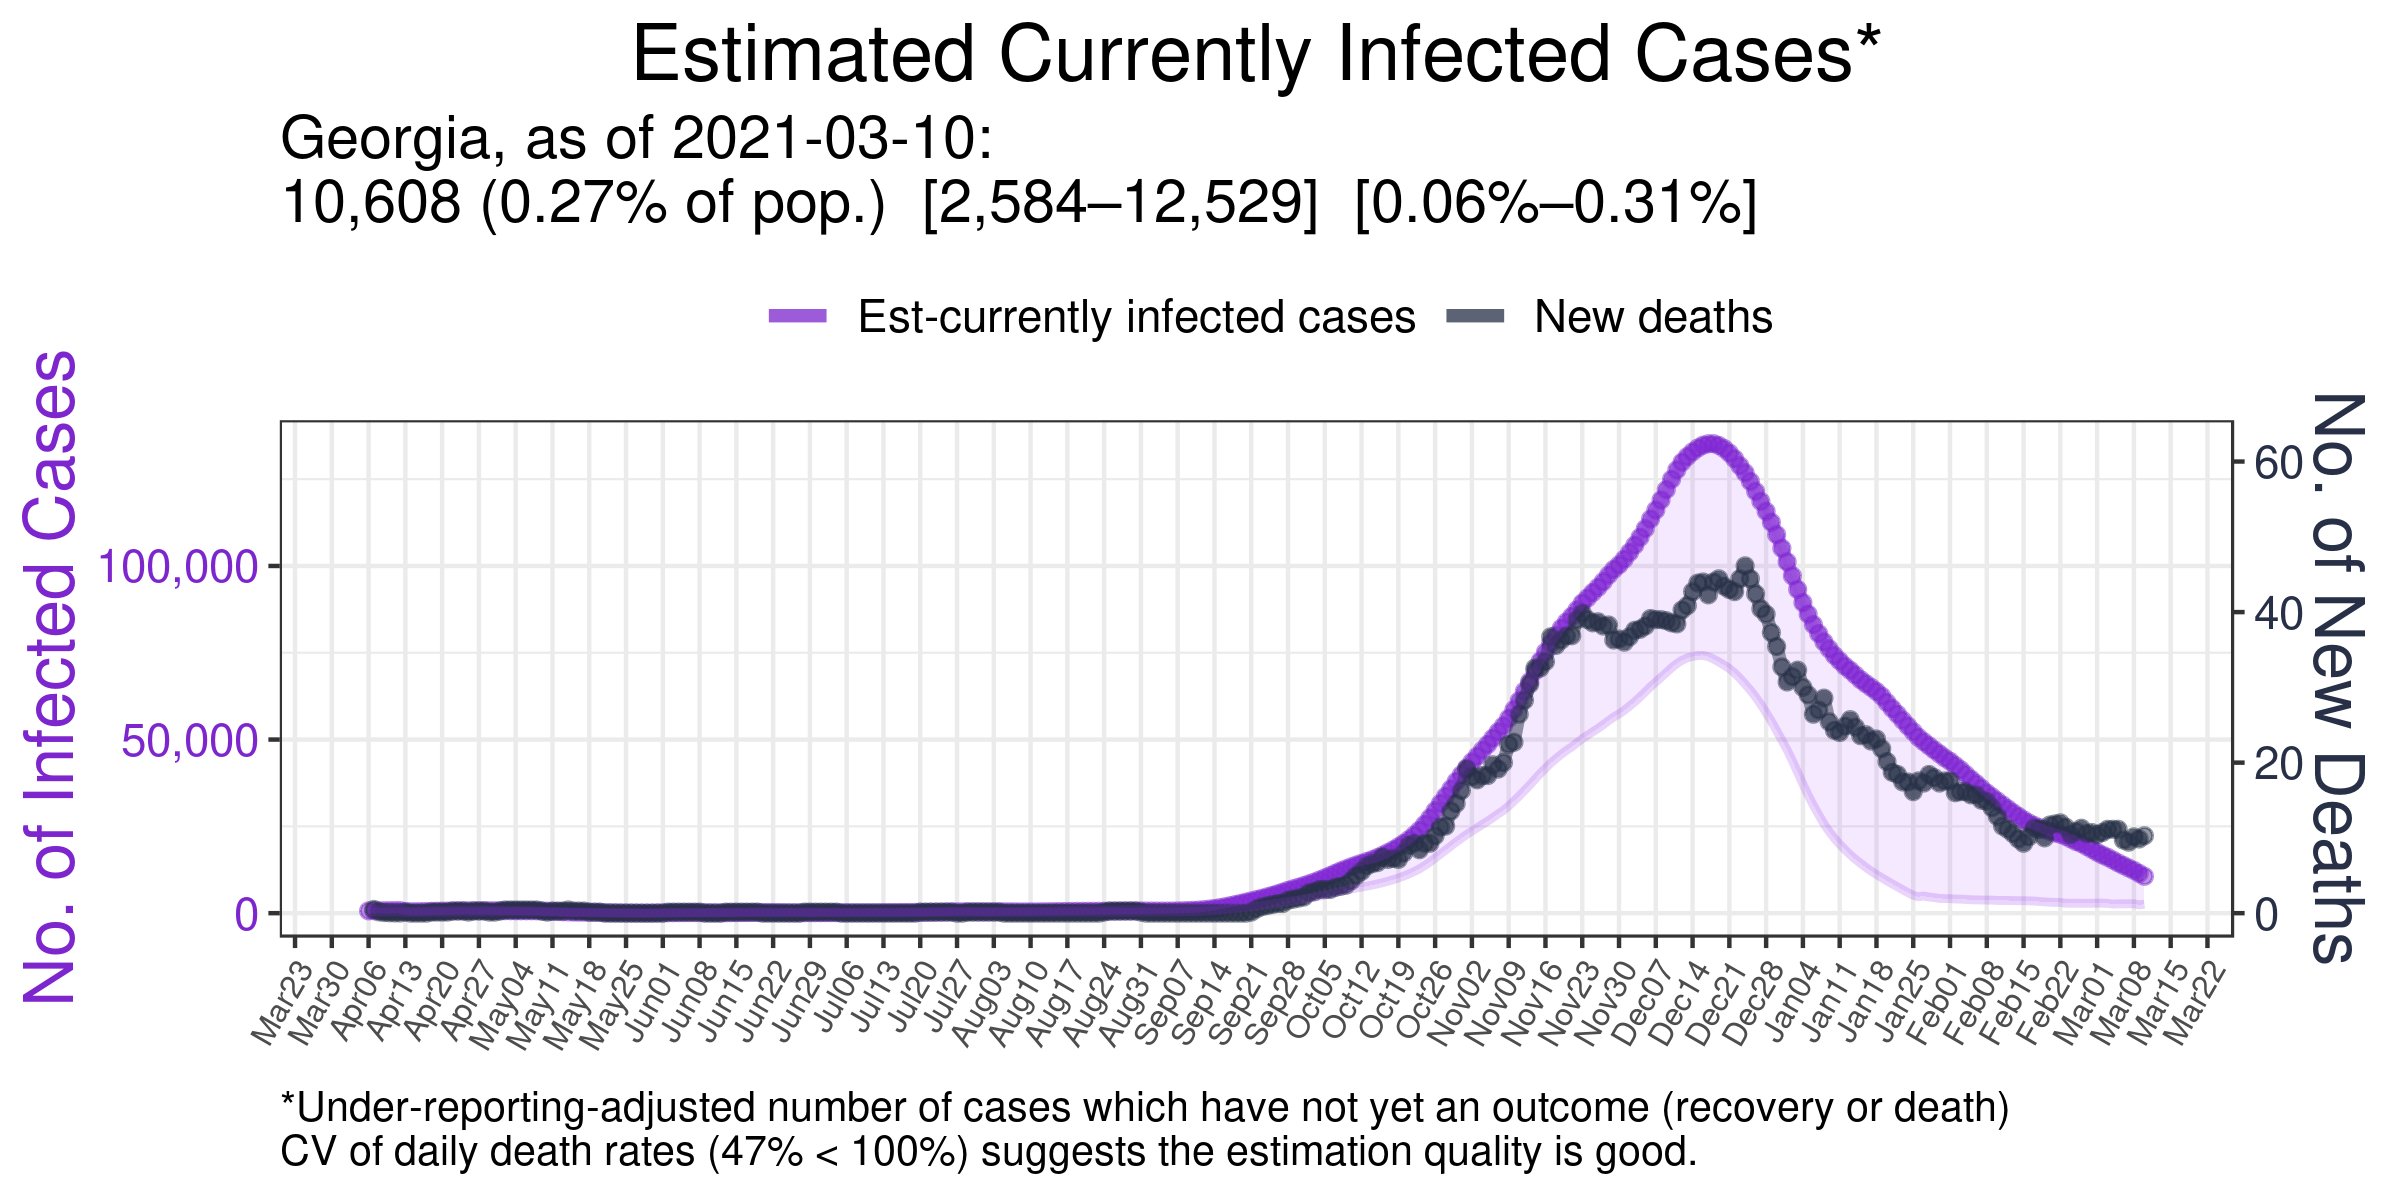 Estimated Currently Infected Cases*
Georgia, as of 2021-03-10:
10,608 (0.27% of pop.) [2,584–12,529] [0.06%–0.31%]
Est-currently infected cases New deaths
No. of Infected Cases
100,000
50,000
0
60
40
20
0
No. of New Deaths
Mar23 Mar30 Apr06 Apr13 Apr20 Apr27 May04 May11 May18 May25 Jun01 Jun08 Jun15 Jun22 Jun29 Jul06 Jul13 Jul20 Jul27 Aug03 Aug10 Aug17 Aug24 Aug31 Sep07 Sep14 Sep21 Sep28 Oct05 Oct12 Oct19 Oct26 Nov02 Nov09 Nov16 Nov23 Nov30 Dec07 Dec14 Dec21 Dec28 Jan04 Jan11 Jan18 Jan25 Feb01 Feb08 Feb15 Feb22 Mar01 Mar08 Mar15 Mar22
*Under-reporting-adjusted number of cases which have not yet an outcome (recovery or death)
CV of daily death rates (47% < 100%) suggests the estimation quality is good.